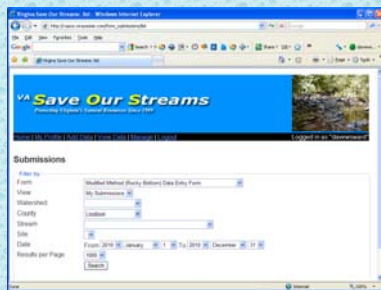 Virginia Save Our Streams: list - Windows Internet Explorer
File Edit View Favorites Tools Help
Google
Virginia Save Our Streams: list
VA Save Our Streams
Protecting Virginia's Natural Resources Since 1989
Home | My Profile | Add Data | View Data | Manage | Logout
Logged in as
Submissions
Filter by
Form Modified Method (Rocky Bottom) Data Entry Form
View My Submissions
Watershed
County Loudoun
Stream
Site
Date From: 2010 January 1 To: 2010 December 31
Results per Page 1000
Search
Internet